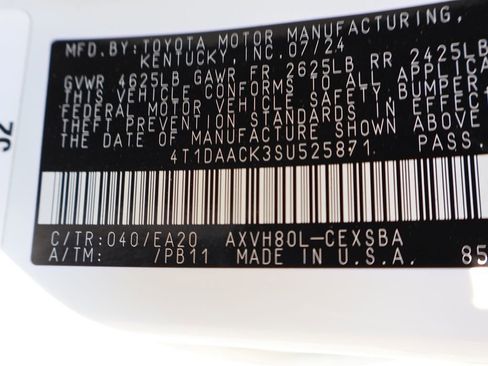 MFD. BY: TOYOTA MOTOR MANUFACTURING,
KENTUCKY, INC. 07/24
GVWR 4625LB GAWR FR 2625LB RR 2425LB
THIS VEHICLE CONFORMS TO ALL APPLICA
FEDERAL MOTOR VEHICLE SAFETY, BUMPER,
THEFT PREVENTION STANDARDS IN EFFECT
THE DATE OF MANUFACTURE SHOWN ABOVE
4T1DAACK3SU525871 PASS.
C/TR: 040/EA20 AXVH80L-CEXSBA
A/TM: /PB11 MADE IN U.S.A. 85